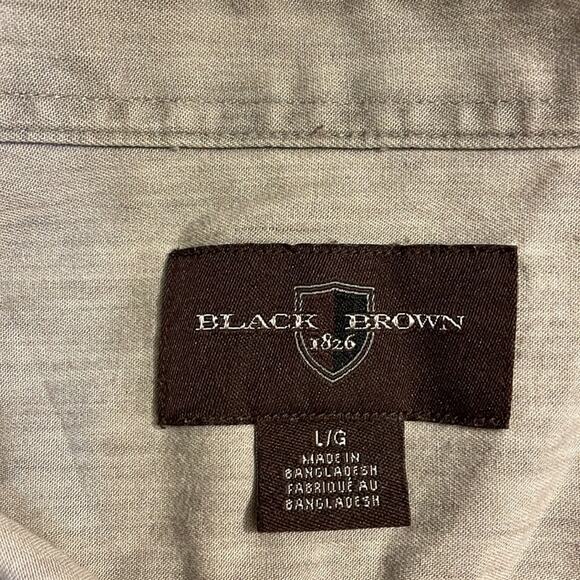 BLACK BROWN
1826
L/G
MADE IN
BANGLADESH
FABRIQUÉ AU
BANGLADESH